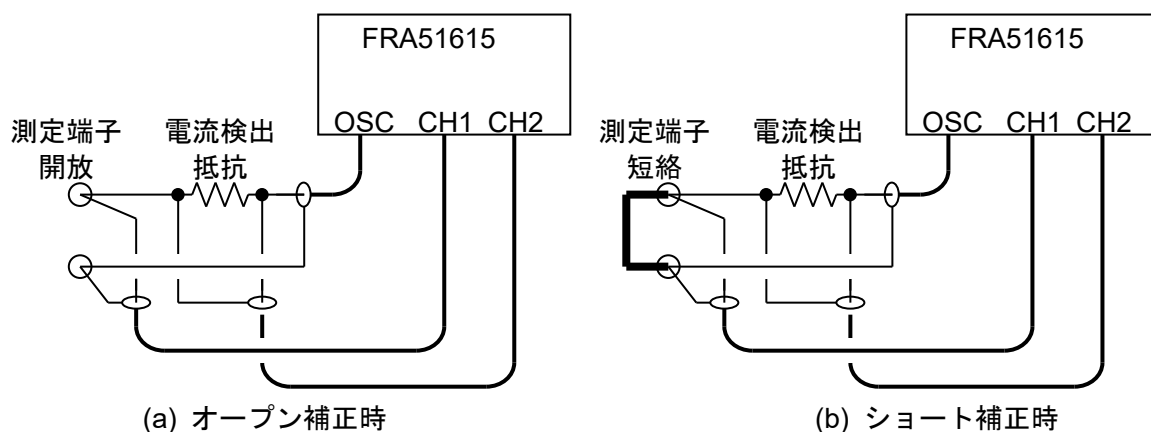 FRA51615
OSC CH1 CH2
測定端子 電流検出
開放 抵抗
(a) オープン補正時
FRA51615
OSC CH1 CH2
測定端子 電流検出
短絡 抵抗
(b) ショート補正時